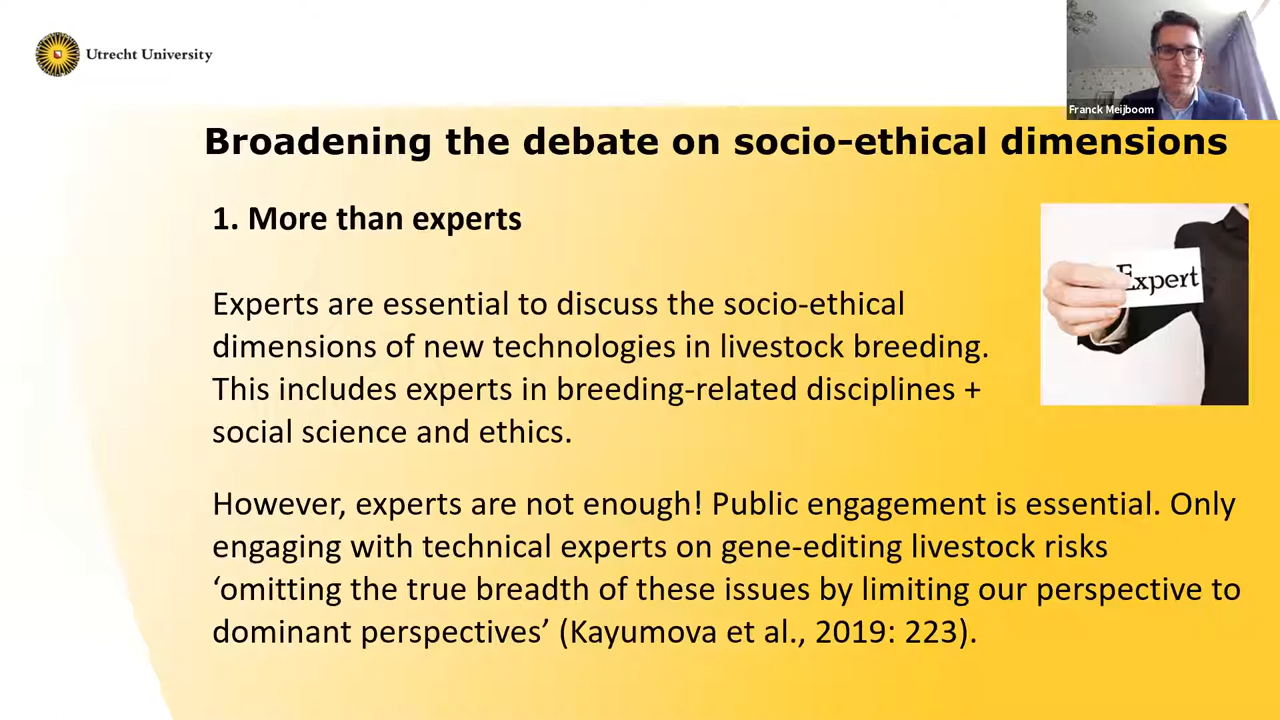 Utrecht University
Franck Meijboom
Broadening the debate on socio-ethical dimensions
1. More than experts
Expert
Experts are essential to discuss the socio-ethical
dimensions of new technologies in livestock breeding.
This includes experts in breeding-related disciplines +
social science and ethics.
However, experts are not enough! Public engagement is essential. Only
engaging with technical experts on gene-editing livestock risks
‘omitting the true breadth of these issues by limiting our perspective to
dominant perspectives’ (Kayumova et al., 2019: 223).